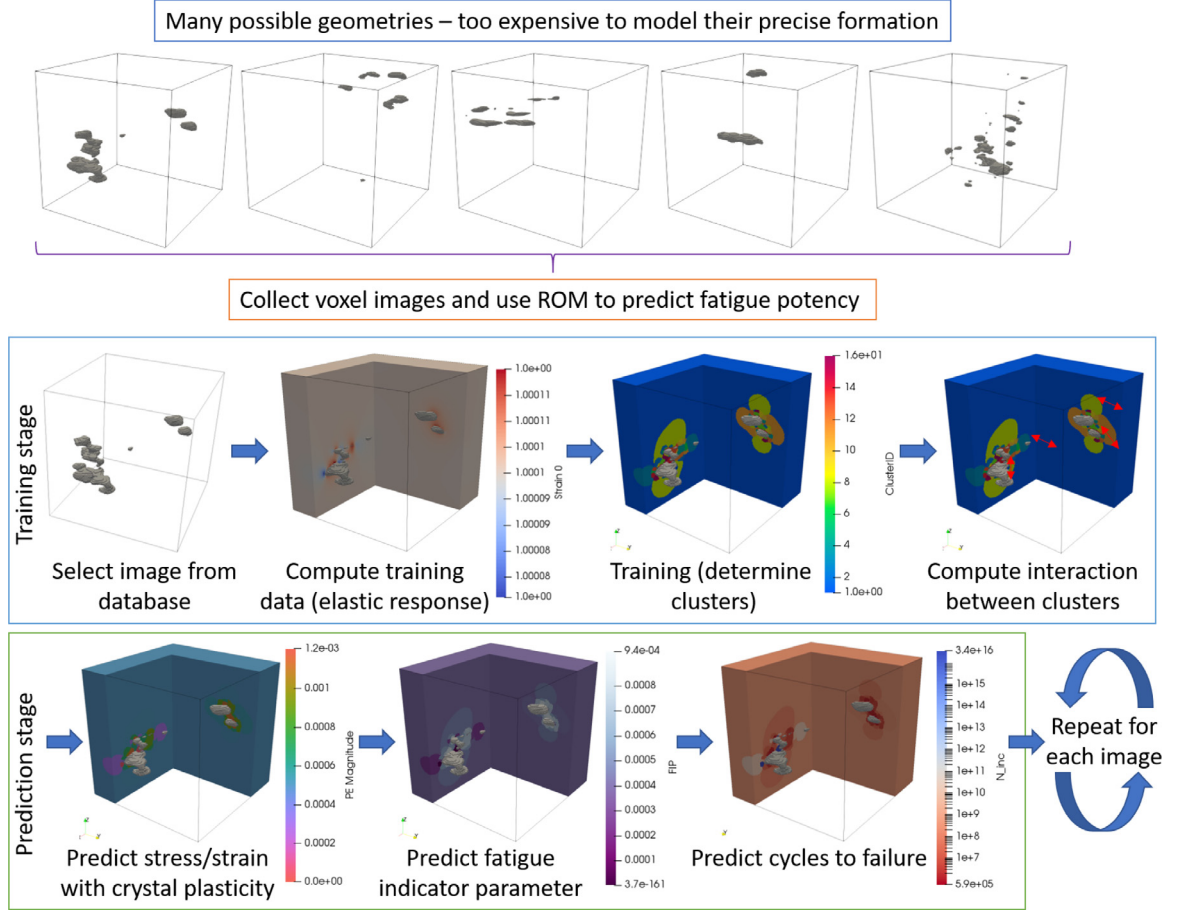 Many possible geometries – too expensive to model their precise formation
Collect voxel images and use ROM to predict fatigue potency
Training stage
Select image from
database
1.0e+00
1.00011
1.00011
1.0001
1.0001
1.00009
1.00009
1.00008
1.00008
1.0e+00
Strain0
Compute training
data (elastic response)
1.6e+01
14
12
10
8
6
4
2
1.0e+00
ClusterID
Training (determine
clusters)
Compute interaction
between clusters
Prediction stage
1.2e-03
0.001
0.0008
0.0006
0.0004
0.0002
0.0e+00
PE Magnitude
Predict stress/strain
with crystal plasticity
9.4e-04
0.0008
0.0007
0.0006
0.0005
0.0004
0.0003
0.0002
0.0001
3.7e-161
FIP
Predict fatigue
indicator parameter
3.4e+16
1e+15
1e+14
1e+13
1e+12
1e+11
1e+10
1e+9
1e+8
1e+7
5.9e+05
N_inc
Predict cycles to failure
Repeat for
each image